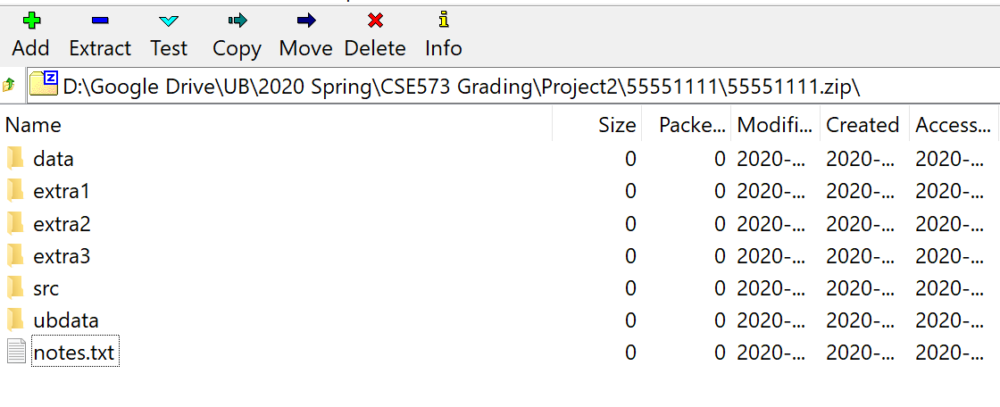 Add Extract Test Copy Move Delete Info
D:\Google Drive\UB\2020 Spring\CSE573 Grading\Project2\55551111\55551111.zip\
Name Size Packe... Modifi... Created Access...
data 0 0 2020-... 2020-... 2020-...
extra1 0 0 2020-... 2020-... 2020-...
extra2 0 0 2020-... 2020-... 2020-...
extra3 0 0 2020-... 2020-... 2020-...
src 0 0 2020-... 2020-... 2020-...
ubdata 0 0 2020-... 2020-... 2020-...
notes.txt 0 0 2020-... 2020-... 2020-...